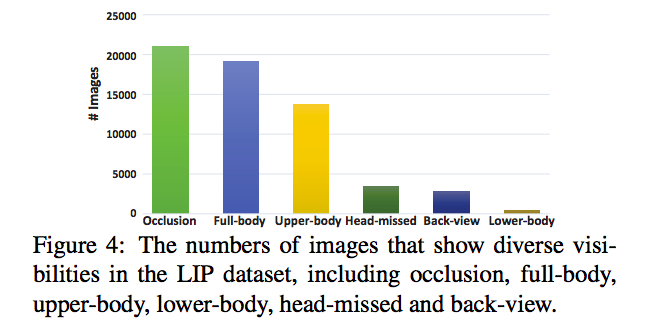 25000
20000
15000
10000
5000
0
# Images
Occlusion Full-body Upper-body Head-missed Back-view Lower-body
Figure 4: The numbers of images that show diverse visi-
bilities in the LIP dataset, including occlusion, full-body,
upper-body, lower-body, head-missed and back-view.